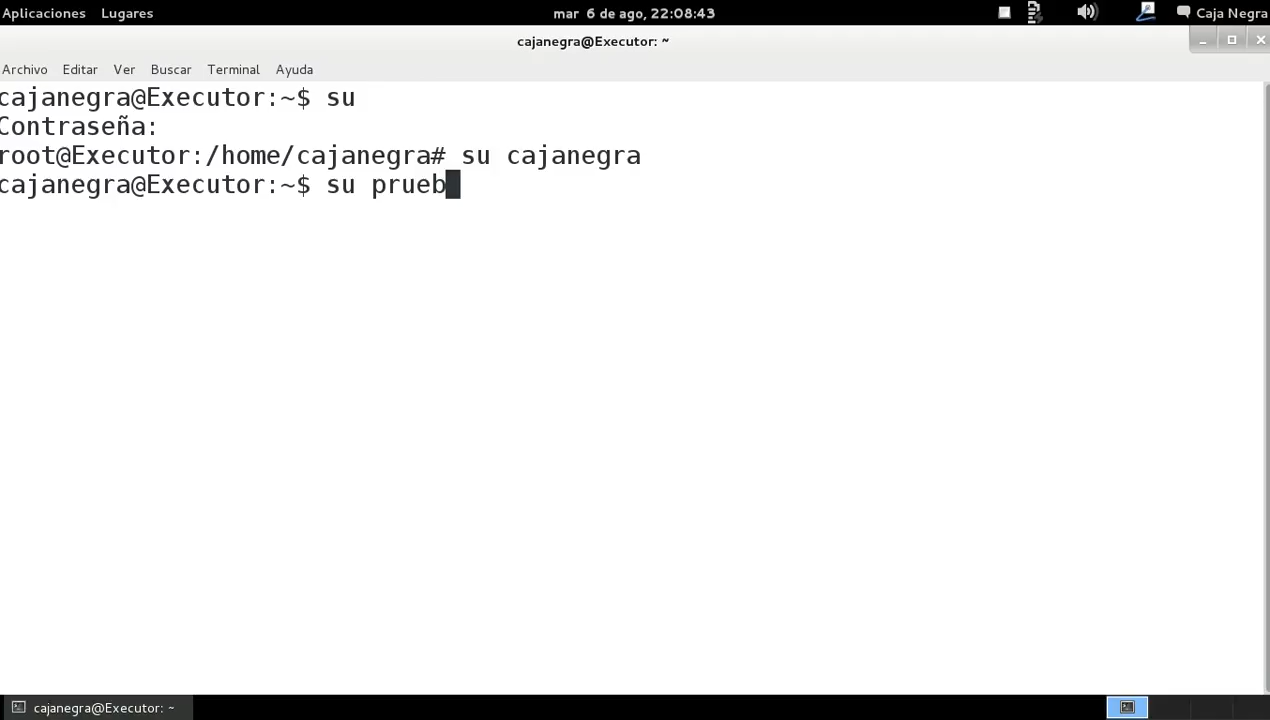 Aplicaciones Lugares mar 6 de ago, 22:08:43 Caja Negra
cajanegra@Executor: ~
Archivo Editar Ver Buscar Terminal Ayuda
cajanegra@Executor:~$ su
Contraseña:
root@Executor:/home/cajanegra# su cajanegra
cajanegra@Executor:~$ su prueb
cajanegra@Executor: ~